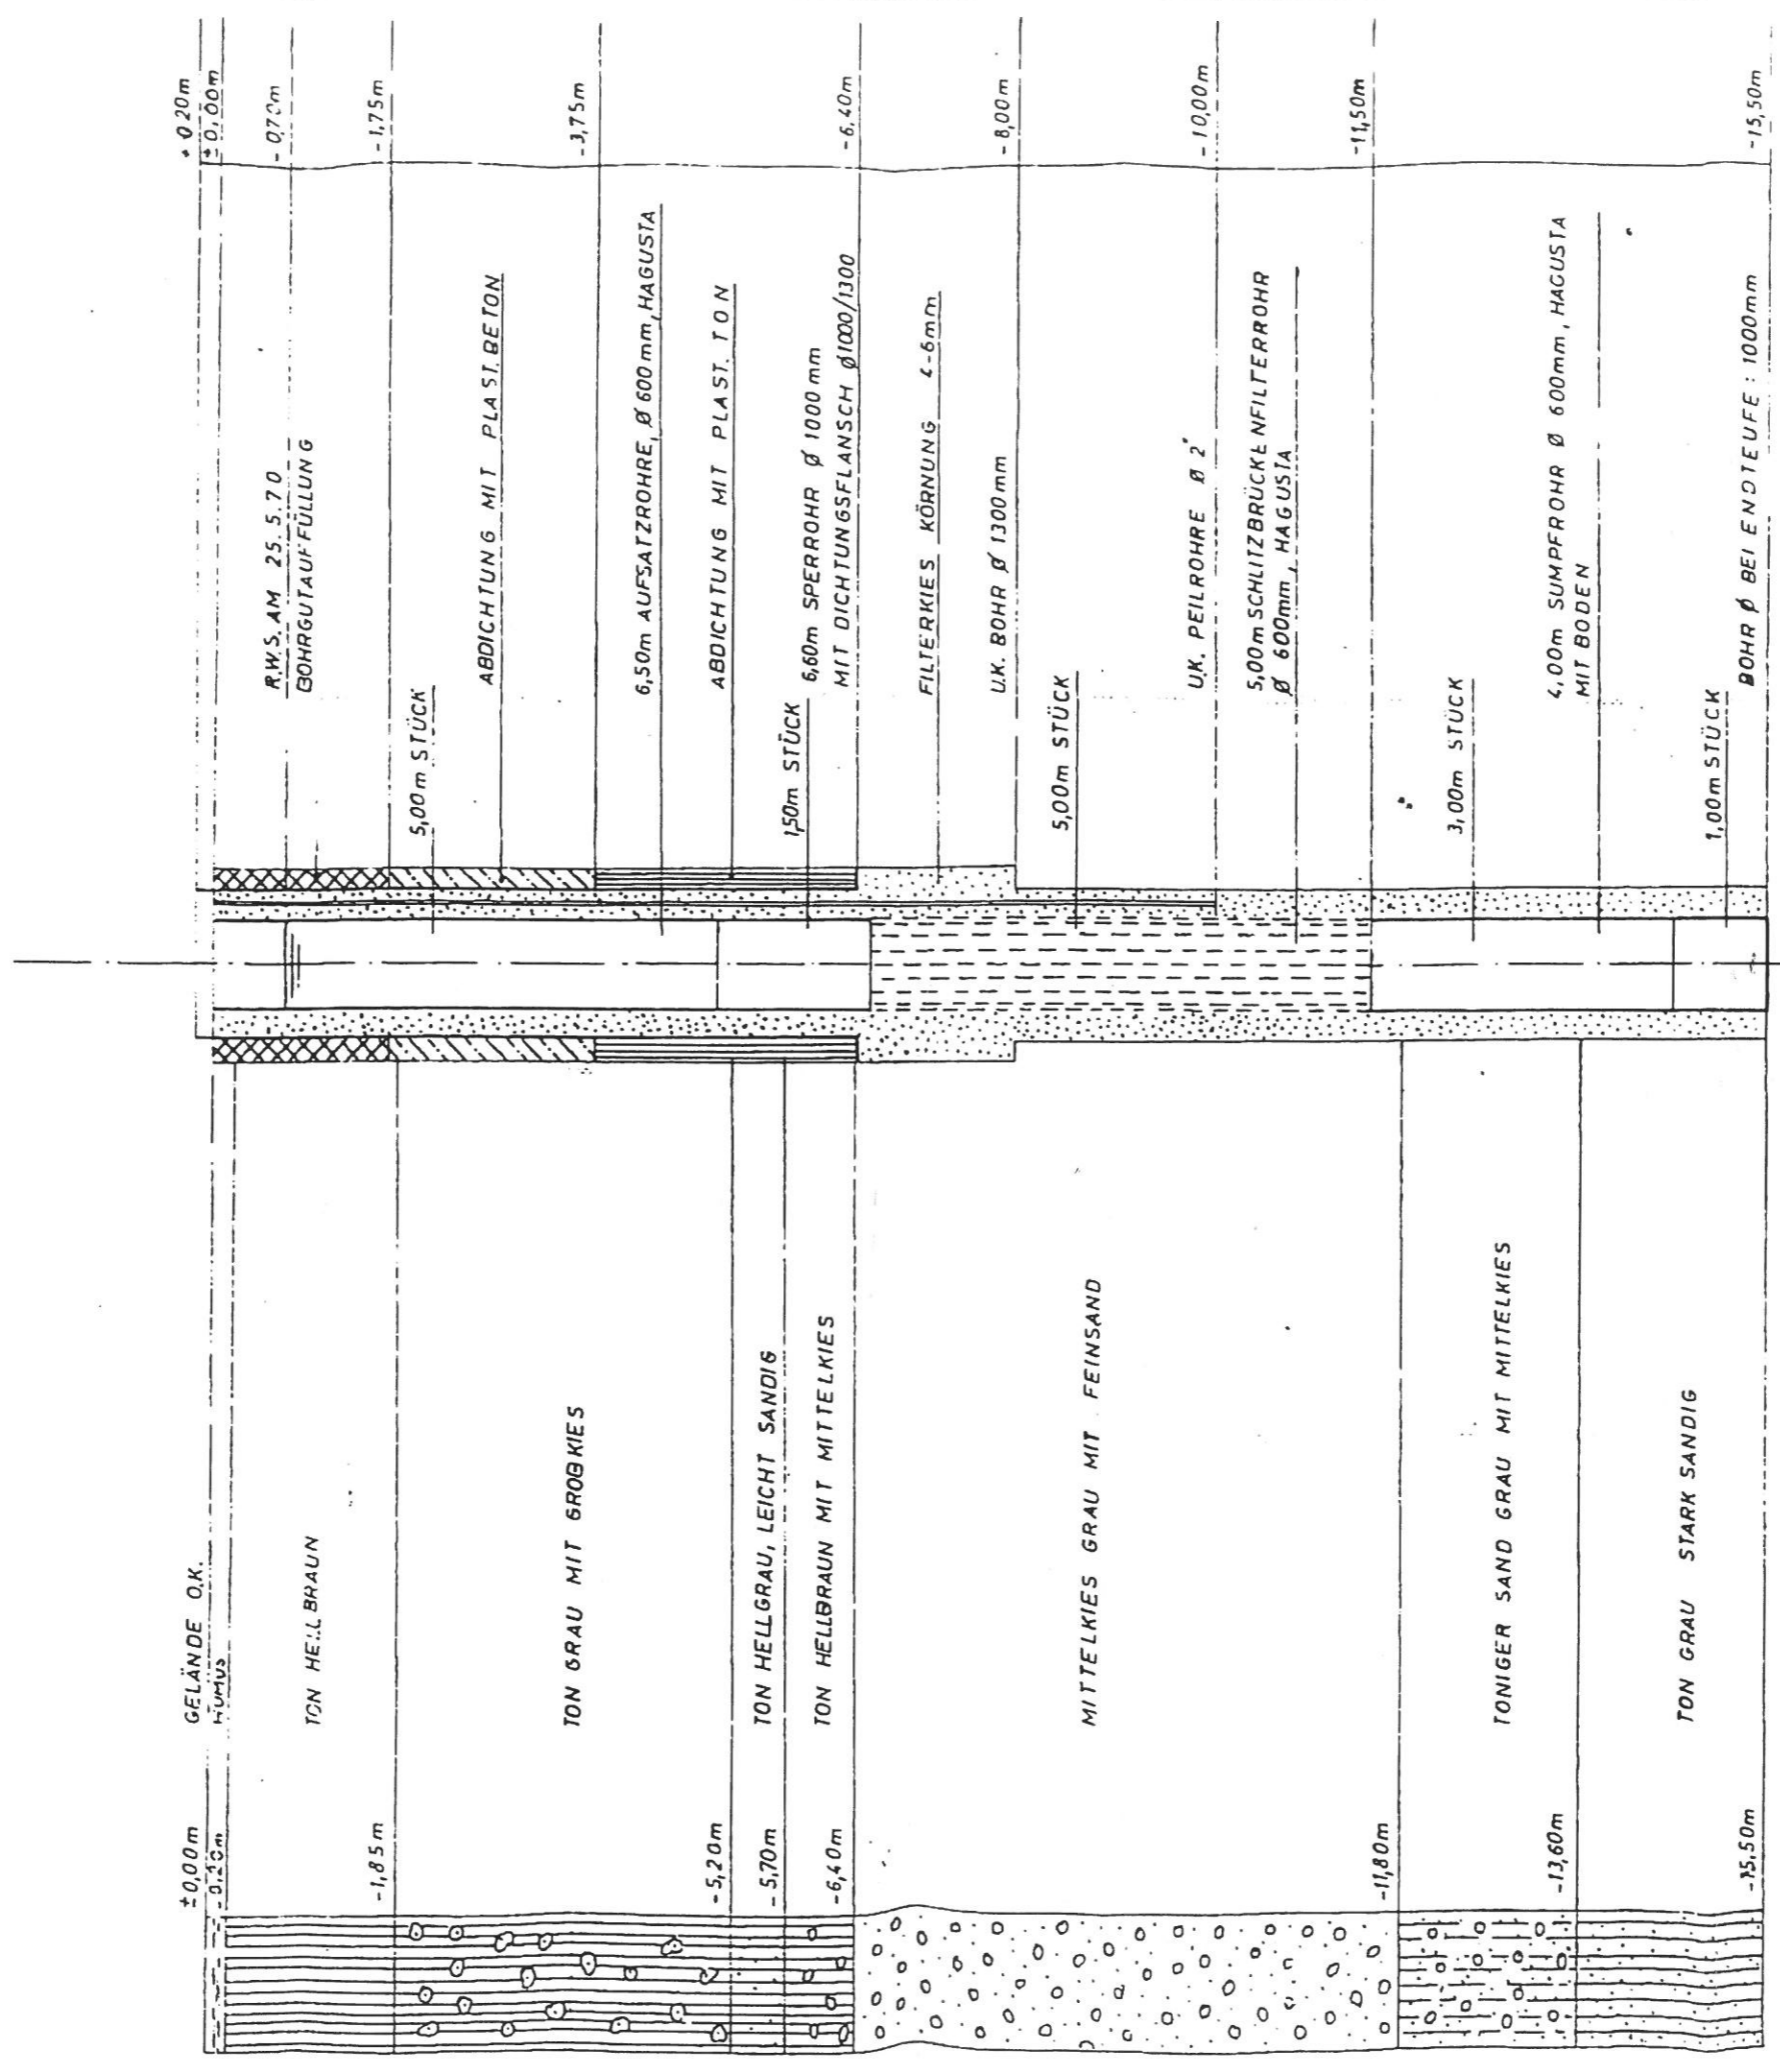 ±0,00m
GELÄNDE O.K.
-0,20m
HUMUS
TON HELLBRAUN
-1,85m
TON GRAU MIT GROBKIES
-5,20m
TON HELLGRAU, LEICHT SANDIG
-5,70m
TON HELLBRAUN MIT MITTELKIES
-6,40m
MITTELKIES GRAU MIT FEINSAND
-11,80m
TONIGER SAND GRAU MIT MITTELKIES
-13,60m
TON GRAU STARK SANDIG
-15,50m
+0,20m
±0,00m
R.W.S. AM 25.5.70
-0,70m
BOHRGUTAUFFÜLLUNG
-1,75m
5,00m STÜCK
ABDICHTUNG MIT PLAST. BETON
-3,75m
6,50m AUFSATZROHRE, Ø 600mm, HAGUSTA
ABDICHTUNG MIT PLAST. TON
1,50m STÜCK
6,60m SPERROHR Ø 1000mm
MIT DICHTUNGSFLANSCH Ø1000/1300
-6,40m
FILTERKIES KÖRNUNG 4-6mm
U.K. BOHR Ø 1300mm
-8,00m
5,00m STÜCK
U.K. PEILROHRE Ø 2"
-10,00m
5,00m SCHLITZBRÜCKENFILTERROHR
Ø 600mm, HAGUSTA
-11,50m
3,00m STÜCK
4,00m SUMPFROHR Ø 600mm, HAGUSTA
MIT BODEN
1,00m STÜCK
BOHR Ø BEI ENDTEUFE: 1000mm
-15,50m